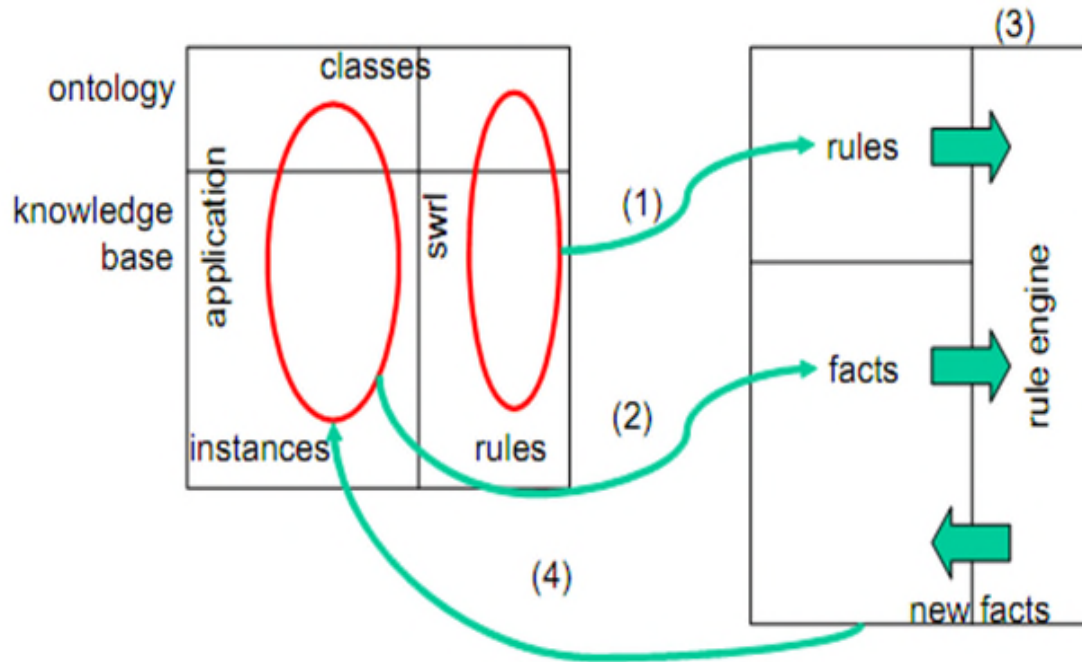 (3)
classes
ontology
application
knowledge
base
swrl
(1)
rules
rule engine
facts
(2)
instances
rules
(4)
new facts